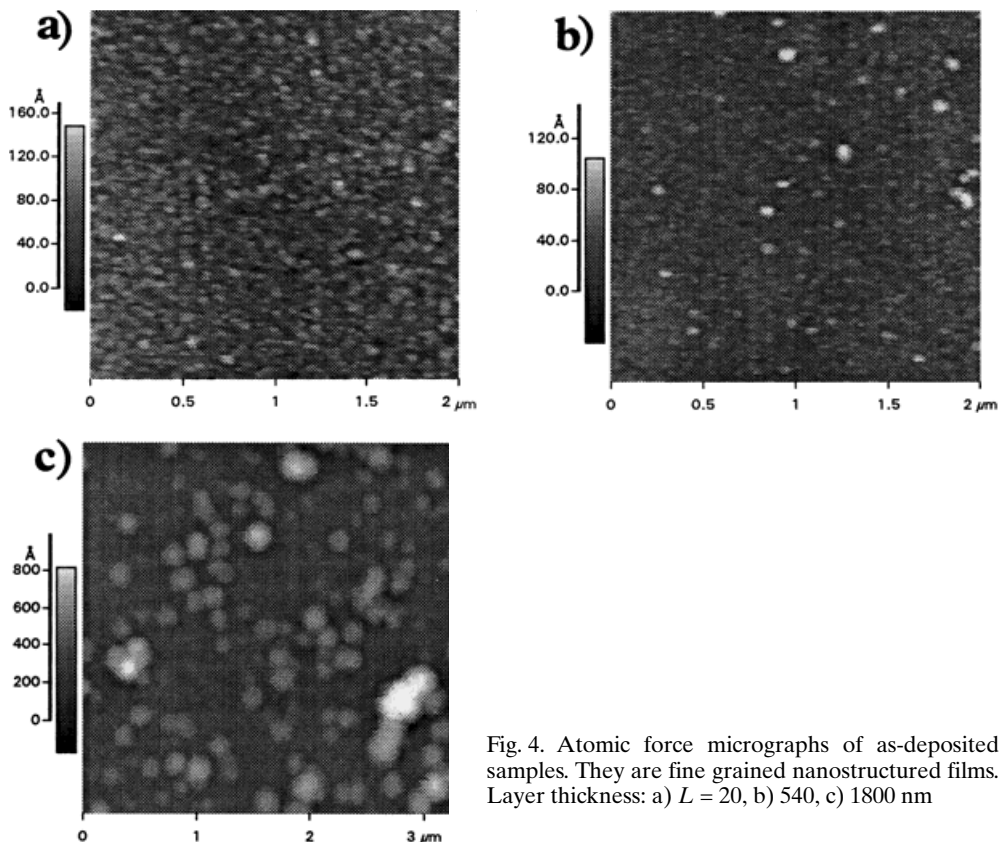 a)
Å
160.0
120.0
80.0
40.0
0.0
0 0.5 1 1.5 2 μm
b)
Å
120.0
80.0
40.0
0.0
0 0.5 1 1.5 2 μm
c)
Å
800
600
400
200
0
0 1 2 3 μm
Fig. 4. Atomic force micrographs of as-deposited
samples. They are fine grained nanostructured films.
Layer thickness: a) L = 20, b) 540, c) 1800 nm